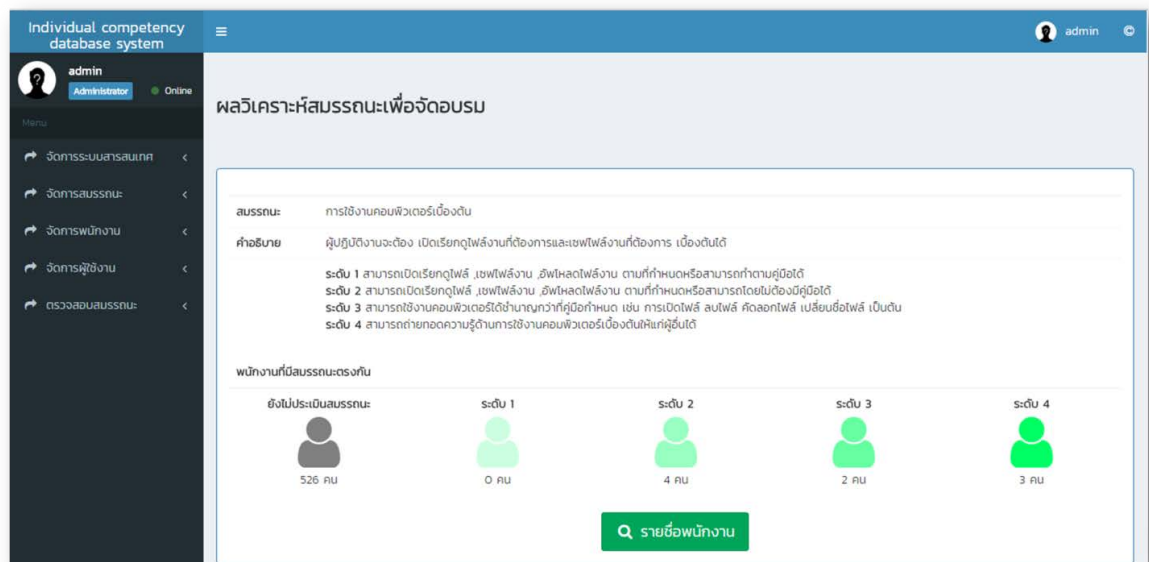 Individual competency
database system
admin
©
admin
Administrator
Online
Menu
จัดการระบบสารสนเทศ
จัดการสมรรถนะ
จัดการพนักงาน
จัดการผู้ใช้งาน
ตรวจสอบสมรรถนะ
ผลวิเคราะห์สมรรถนะเพื่อจัดอบรม
สมรรถนะ การใช้งานคอมพิวเตอร์เบื้องต้น
คำอธิบาย ผู้ปฏิบัติงานจะต้อง เปิดเรียกดูไฟล์งานที่ต้องการและเซฟไฟล์งานที่ต้องการ เบื้องต้นได้
ระดับ 1 สามารถเปิดเรียกดูไฟล์ ,เซฟไฟล์งาน ,อัพโหลดไฟล์งาน ตามที่กำหนดหรือสามารถทำตามคู่มือได้
ระดับ 2 สามารถเปิดเรียกดูไฟล์ ,เซฟไฟล์งาน ,อัพโหลดไฟล์งาน ตามที่กำหนดหรือสามารถโดยไม่ต้องมีคู่มือได้
ระดับ 3 สามารถใช้งานคอมพิวเตอร์ได้ชำนาญกว่าที่คู่มือกำหนด เช่น การเปิดไฟล์ ลบไฟล์ คัดลอกไฟล์ เปลี่ยนชื่อไฟล์ เป็นต้น
ระดับ 4 สามารถถ่ายทอดความรู้ด้านการใช้งานคอมพิวเตอร์เบื้องต้นให้แก่ผู้อื่นได้
พนักงานที่มีสมรรถนะตรงกัน
ยังไม่ประเมินสมรรถนะ ระดับ 1 ระดับ 2 ระดับ 3 ระดับ 4
526 คน 0 คน 4 คน 2 คน 3 คน
รายชื่อพนักงาน